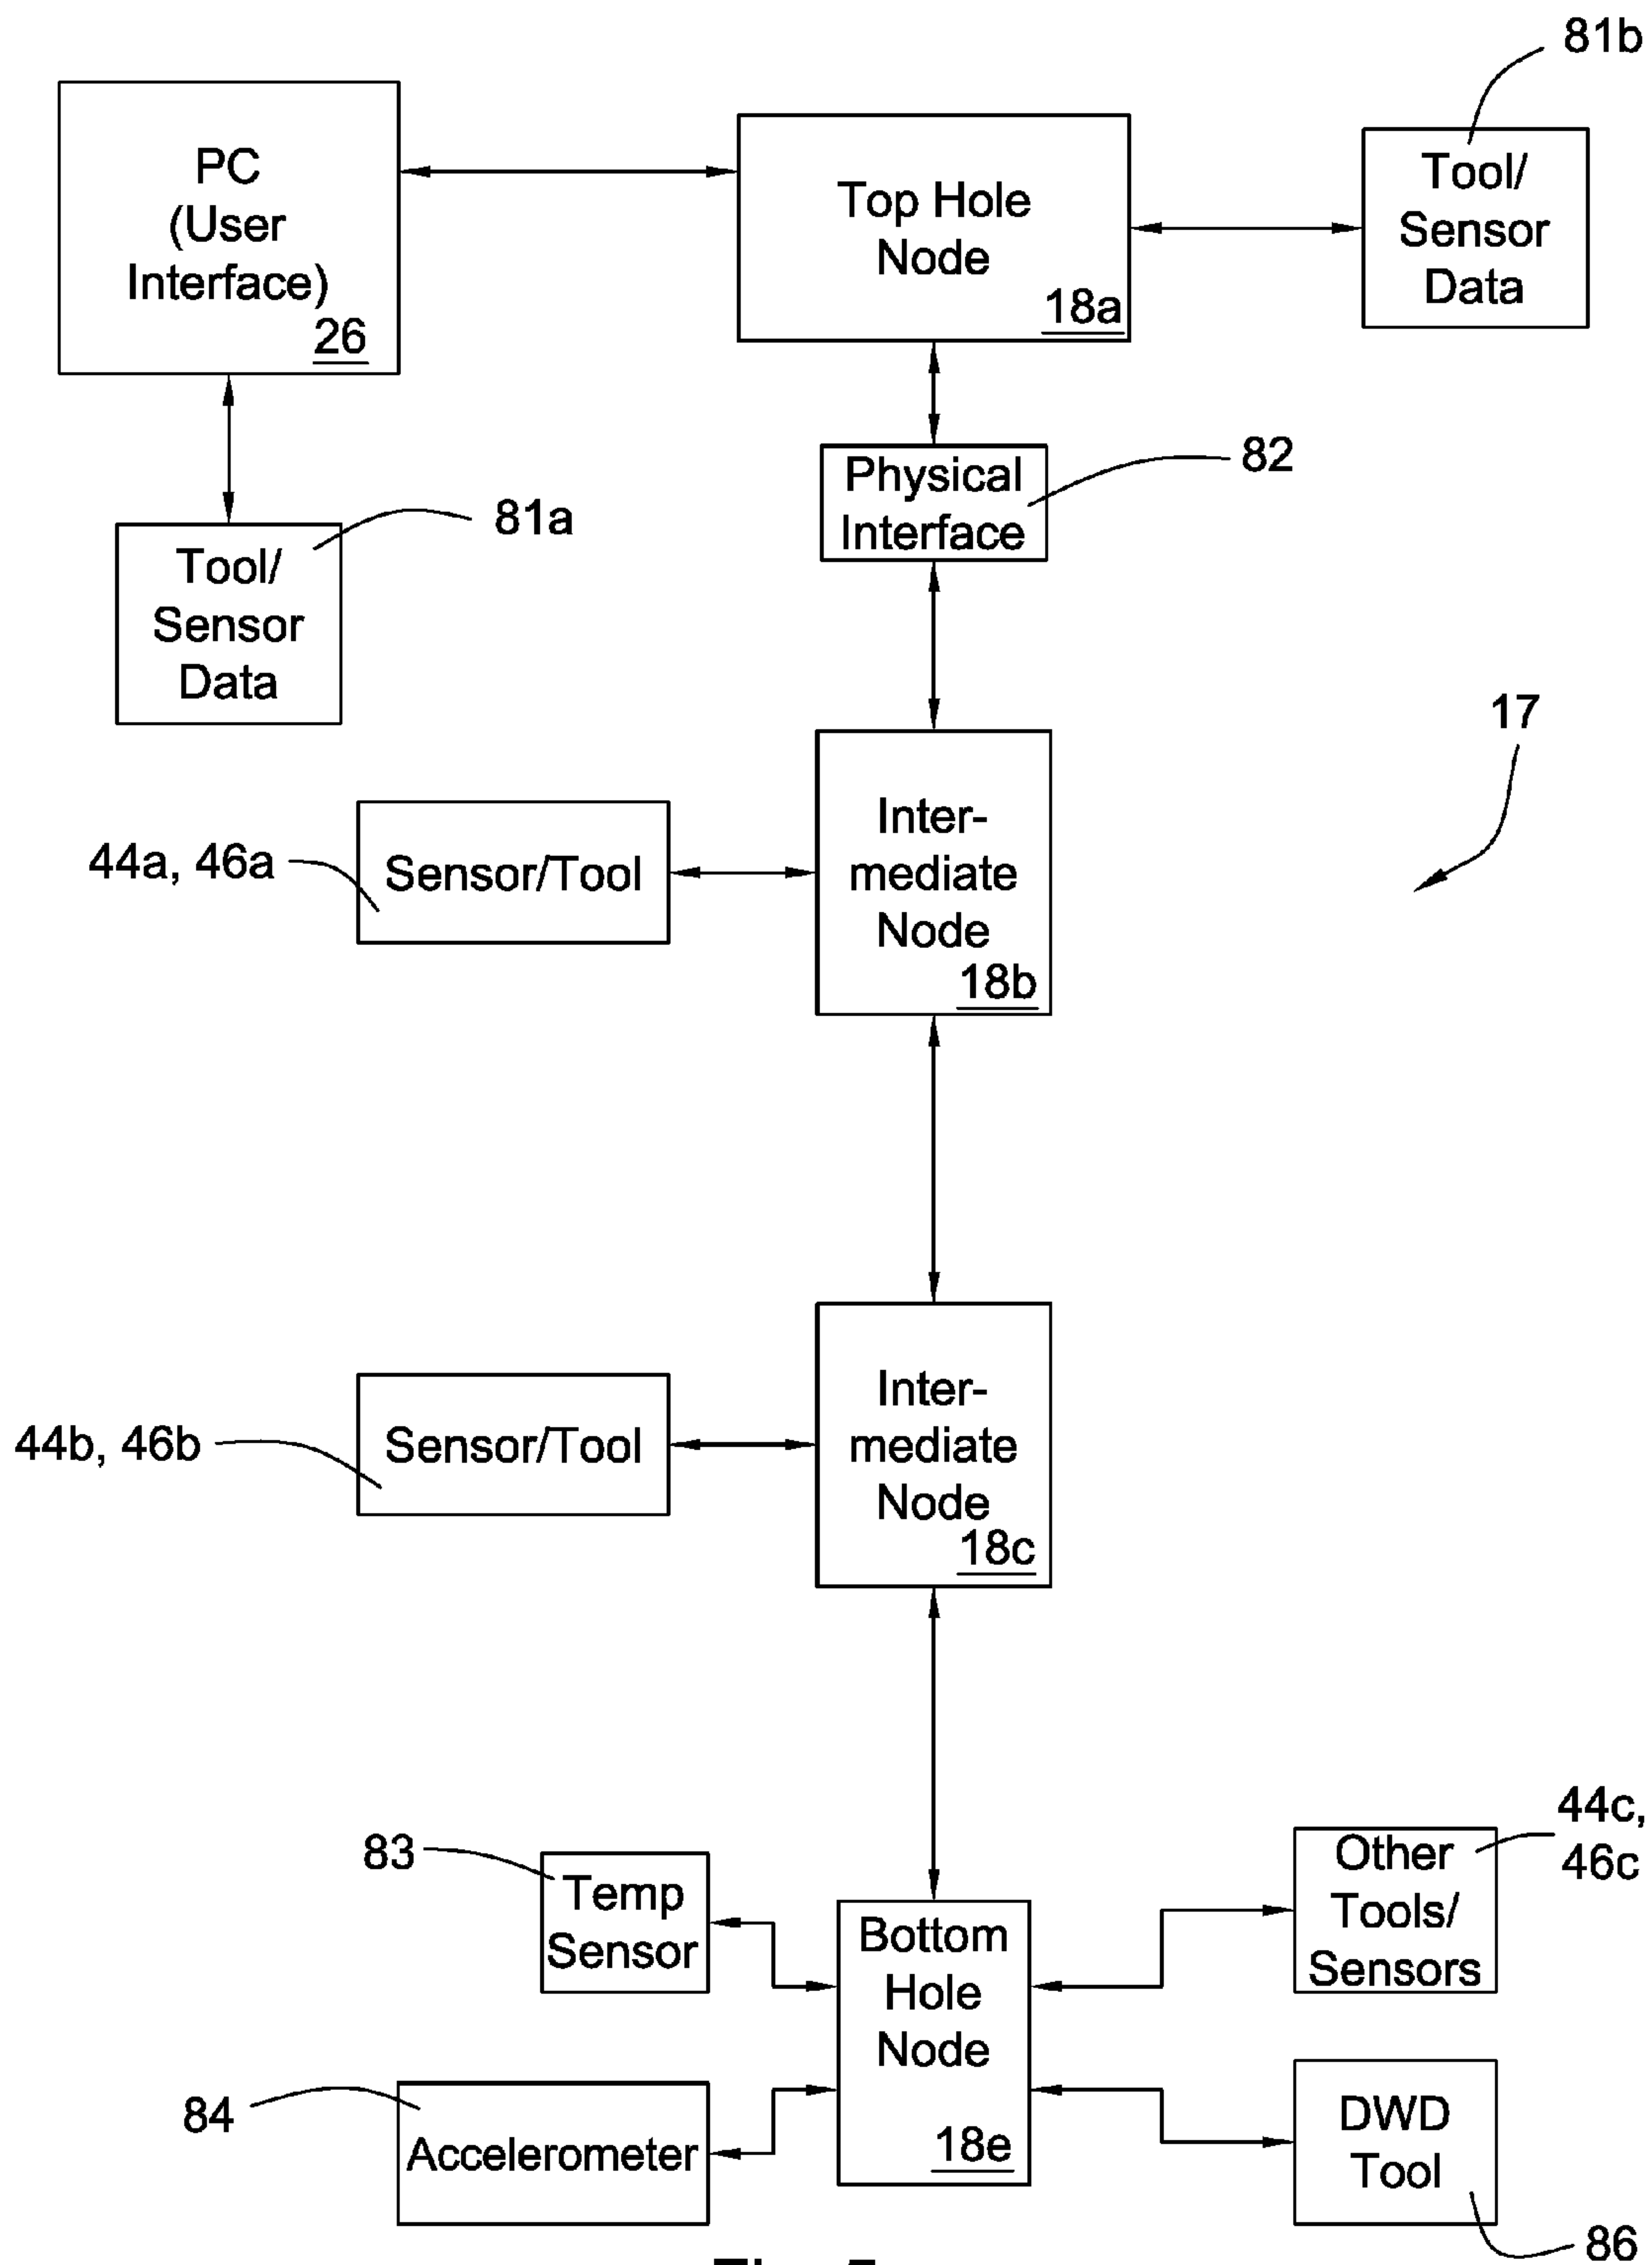 81b
PC
(User
Interface)
26
Top Hole
Node
18a
Tool/
Sensor
Data
82
Physical
Interface
81a
Tool/
Sensor
Data
17
Inter-
mediate
Node
18b
44a, 46a
Sensor/Tool
Inter-
mediate
Node
18c
44b, 46b
Sensor/Tool
44c,
46c
83
Temp
Sensor
Bottom
Hole
Node
18e
Other
Tools/
Sensors
84
Accelerometer
DWD
Tool
86